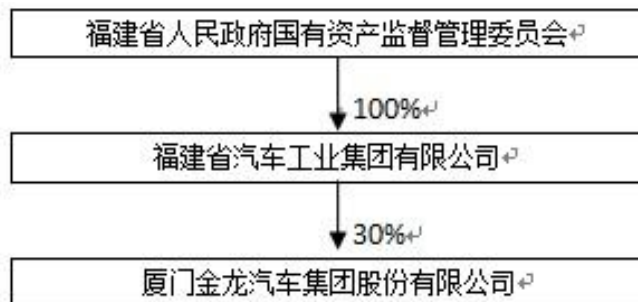 福建省人民政府国有资产监督管理委员会
100%
福建省汽车工业集团有限公司
30%
厦门金龙汽车集团股份有限公司